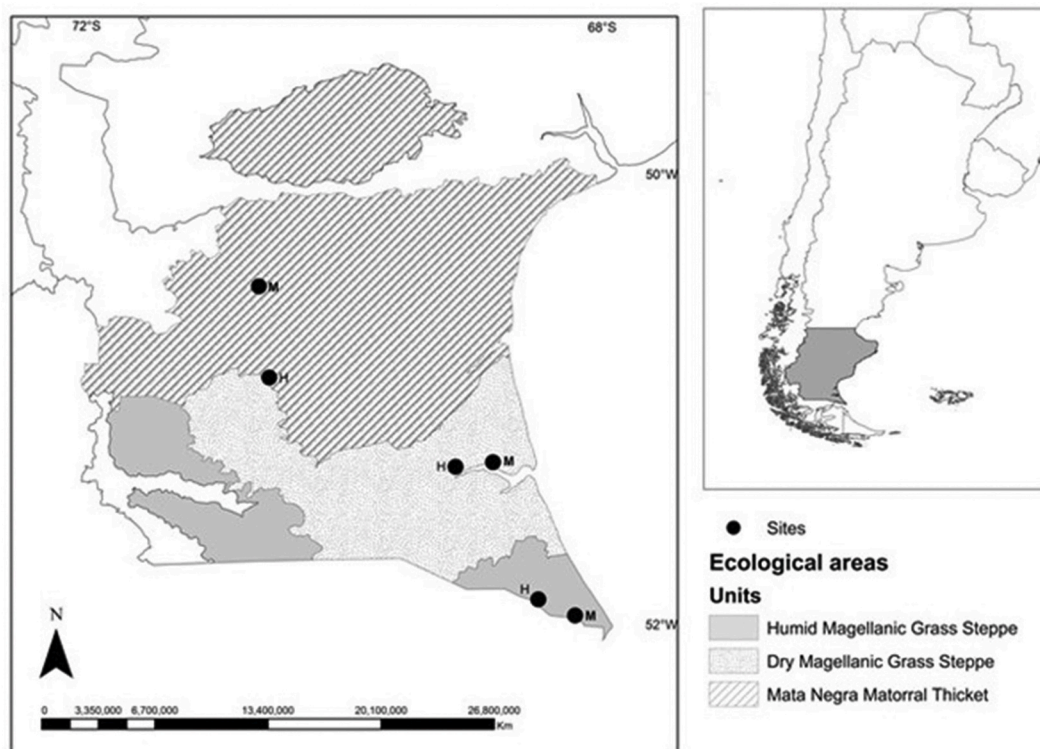 72°S 68°S
50°W
M
H
H M
H
M
52°W
N
0 3,350,000 6,700,000 13,400,000 20,100,000 26,800,000
Km
Sites
Ecological areas
Units
Humid Magellanic Grass Steppe
Dry Magellanic Grass Steppe
Mata Negra Matorral Thicket